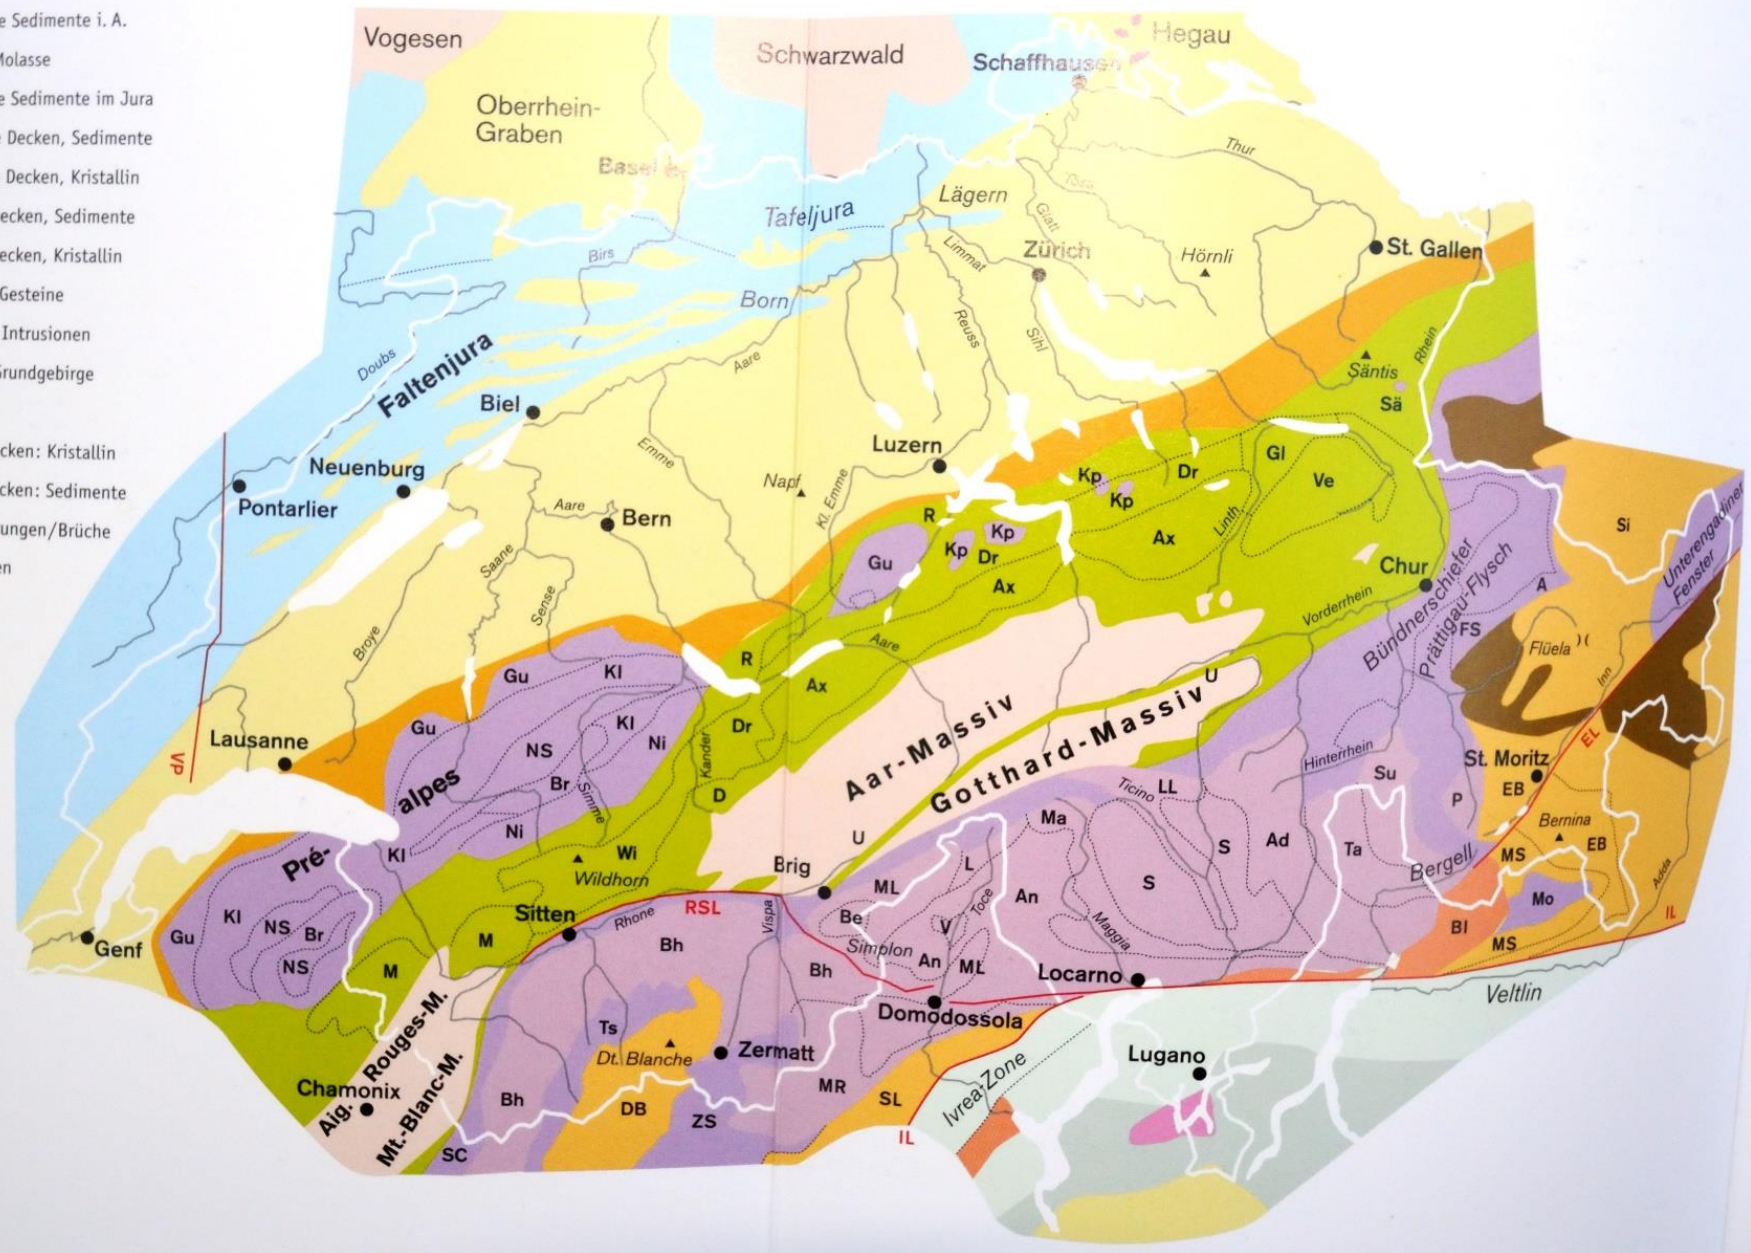 e Sedimente i. A.
Molasse
e Sedimente im Jura
Decken, Sedimente
Decken, Kristallin
ecken, Sedimente
ecken, Kristallin
Gesteine
Intrusionen
Grundgebirge
cken: Kristallin
cken: Sedimente
ungen/Brüche
en
Vogesen
Schwarzwald
Hegau
Schaffhausen
Oberrhein-
Graben
Basel
Thur
Töss
Lägern
Tafeljura
Glatt
Limmat
Zürich
Hörnli
St. Gallen
Birs
Born
Reuss
Sihl
Rhein
Doubs
Faltenjura
Aare
Säntis
Sä
Biel
Neuenburg
Emme
Luzern
Napf
Kl. Emme
Pontarlier
Aare
Bern
Kp
Kp
Dr
Gl
Ve
R
Kp
Kp
Dr
Ax
Linth
Gu
Ax
Si
Unterengadiner
Fenster
Saane
Sense
Broye
Aare
Chur
Vorderrhein
Bündnerschiefer
Prättigau-Flysch
A
FS
Flüela
Inn
R
Gu
Kl
Ax
U
Gu
Kl
Ni
NS
Dr
Kander
Aar-Massiv
Gotthard-Massiv
VP
Lausanne
Préalpes
Br
Simme
D
Ni
Kl
Wi
Wildhorn
Brig
U
Ticino
LL
Hinterrhein
Su
St. Moritz
EL
EB
P
Bernina
EB
Ma
L
S
Ad
Ta
Bergell
MS
Adda
ML
An
S
Mo
Kl
NS
Br
Gu
NS
Genf
Sitten
Rhone
RSL
Vispa
Be
V
Toce
Simplon
An
ML
Maggia
Bl
MS
IL
M
M
Bh
Bh
Locarno
Domodossola
Veltlin
Aig. Rouges-M.
Mt.-Blanc-M.
Chamonix
Ts
Dt. Blanche
Zermatt
Lugano
Ivrea-Zone
Bh
DB
ZS
MR
SL
IL
SC